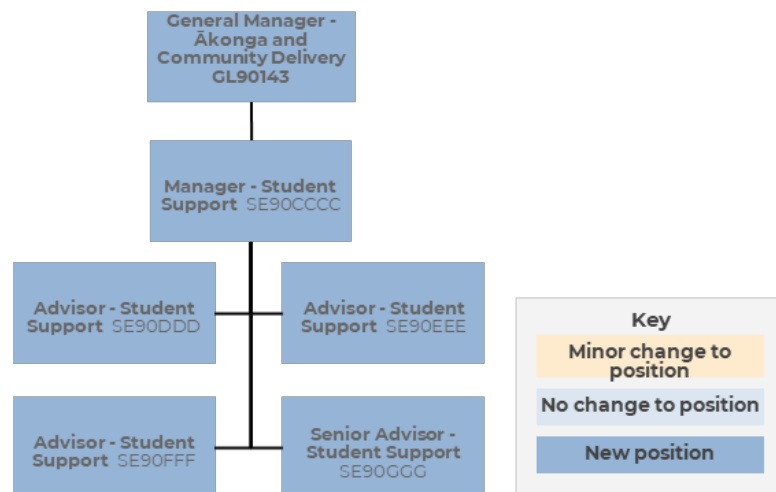 General Manager -
Ākonga and
Community Delivery
GL90143
Manager - Student
Support SE90CCCC
Advisor - Student
Support SE90DDD
Advisor - Student
Support SE90EEE
Advisor - Student
Support SE90FFF
Senior Advisor -
Student Support
SE90GGG
Key
Minor change to
position
No change to position
New position